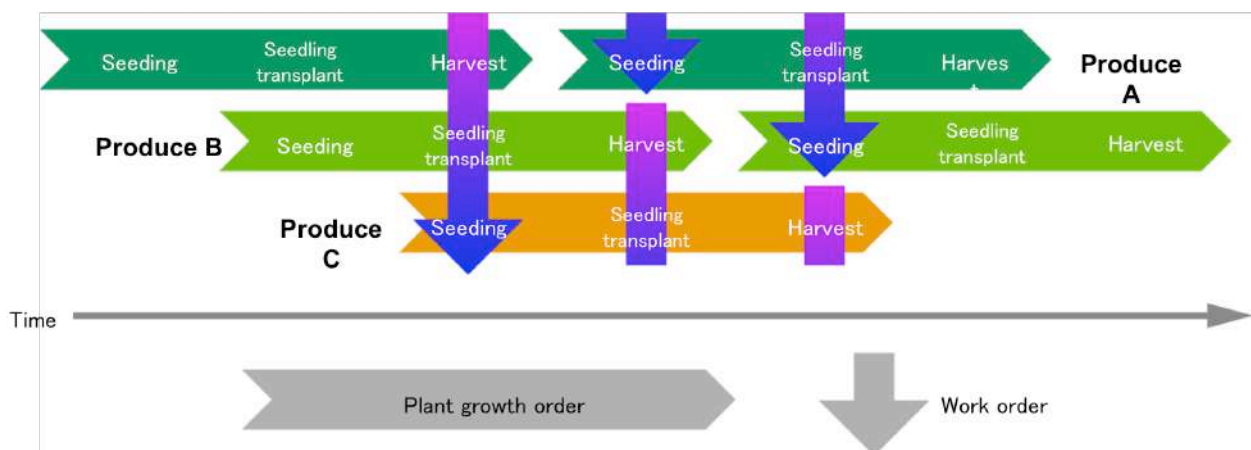 Seeding
Seedling
transplant
Harvest
Seeding
Seedling
transplant
Harves
Produce
A
Produce B
Seeding
Seedling
transplant
Harvest
Seeding
Seedling
transplant
Harvest
Produce
C
Seeding
Seedling
transplant
Harvest
Time
Plant growth order
Work order